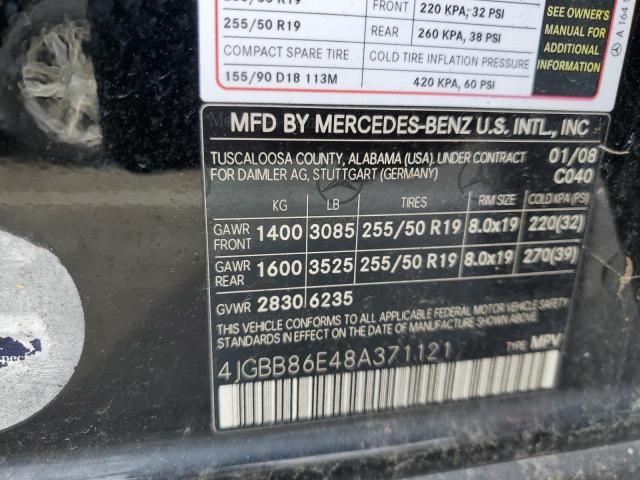 255/50 R19
FRONT 220 KPA, 32 PSI
255/50 R19
REAR 260 KPA, 38 PSI
COMPACT SPARE TIRE COLD TIRE INFLATION PRESSURE
155/90 D18 113M 420 KPA, 60 PSI
SEE OWNER'S
MANUAL FOR
ADDITIONAL
INFORMATION
A 164 5
MFD BY MERCEDES-BENZ U.S. INTL., INC
TUSCALOOSA COUNTY, ALABAMA (USA). UNDER CONTRACT 01/08
FOR DAIMLER AG, STUTTGART (GERMANY) C040
KG LB TIRES RIM SIZE COLD KPA (PSI)
GAWR FRONT 1400 3085 255/50 R19 8.0x19 220(32)
GAWR REAR 1600 3525 255/50 R19 8.0x19 270(39)
GVWR 2830 6235
THIS VEHICLE CONFORMS TO ALL APPLICABLE FEDERAL MOTOR VEHICLE SAFETY
STANDARDS IN EFFECT ON THE DATE OF MANUFACTURE SHOWN ABOVE.
4JGBB86E48A371121 TYPE: MPV